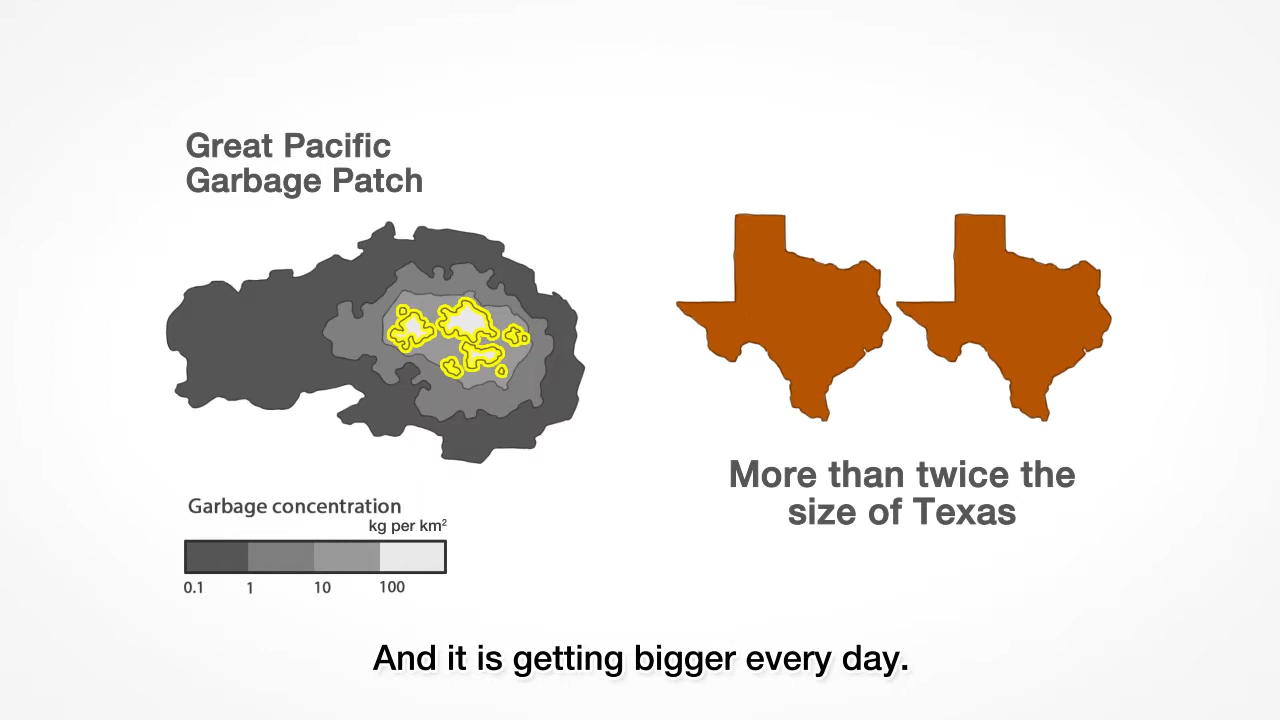 Great Pacific
Garbage Patch
More than twice the
size of Texas
Garbage concentration
kg per km²
0.1 1 10 100
And it is getting bigger every day.